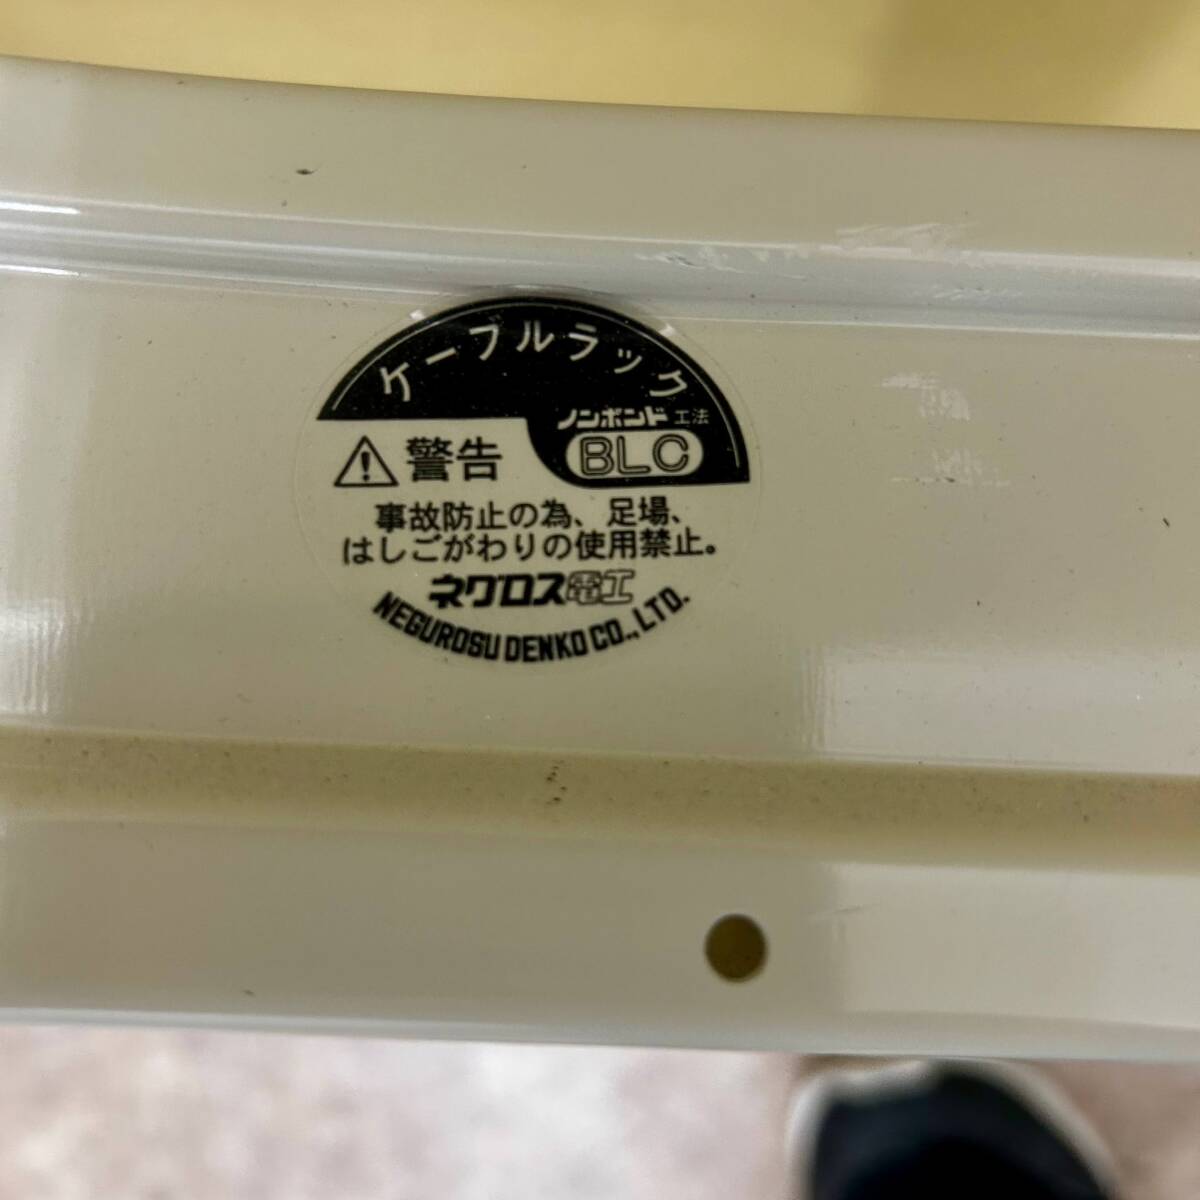 ケーブルラック
ノンボンド工法
BLC
警告
事故防止の為、足場、
はしごがわりの使用禁止。
ネグロス電工
NEGUROSU DENKO CO., LTD.